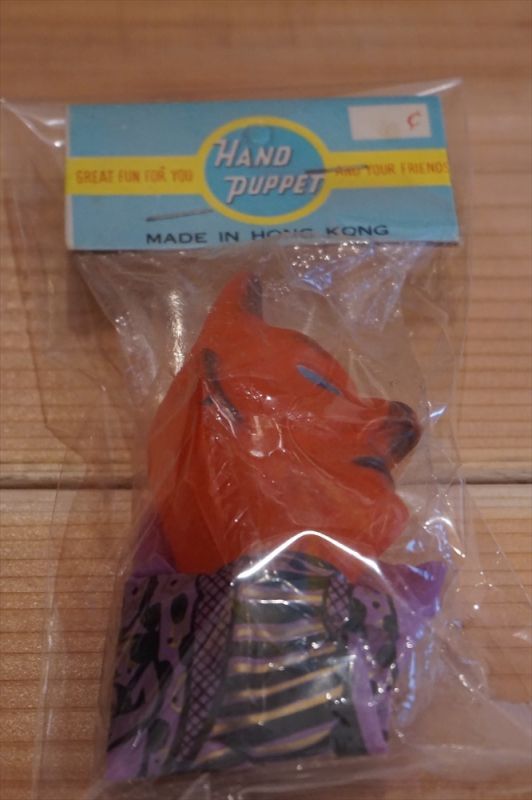 ¢
HAND
GREAT FUN FOR YOU
AND YOUR FRIENDS
PUPPET
MADE IN HONG KONG